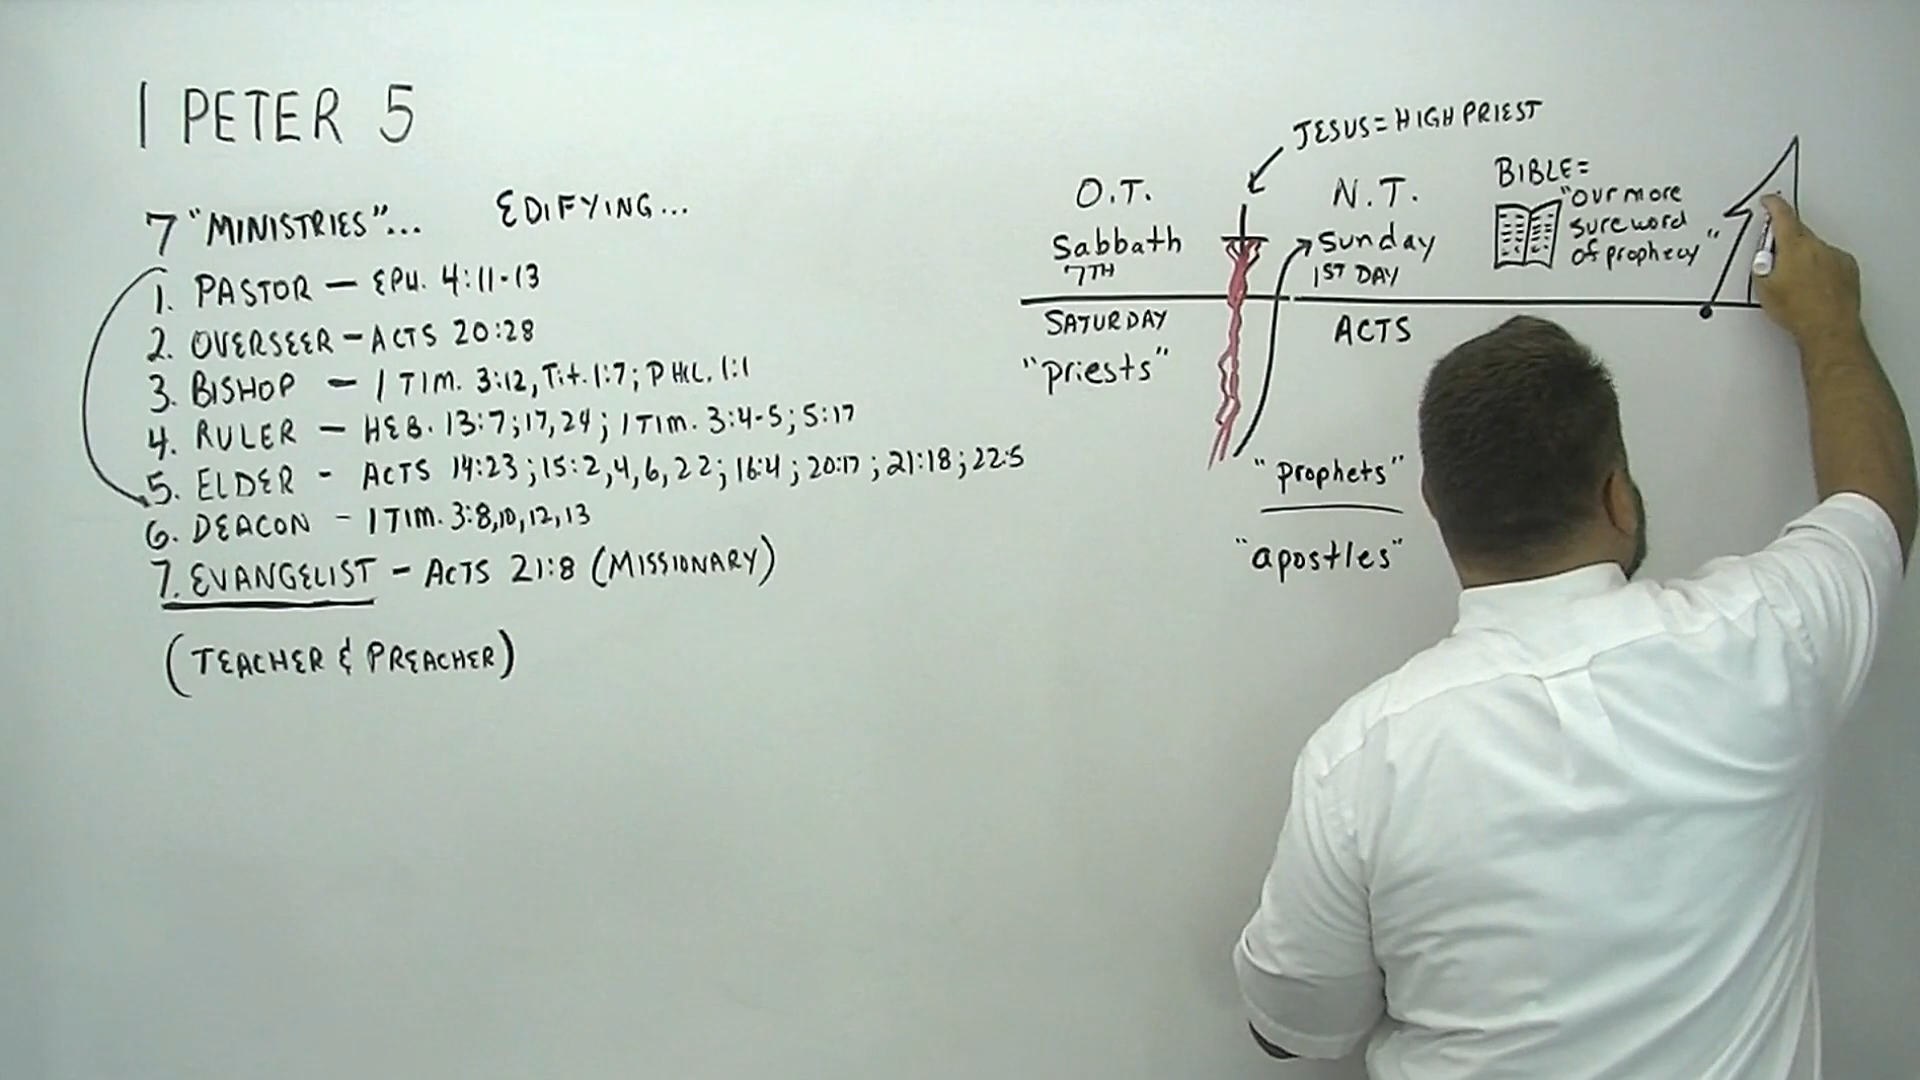 1 PETER 5
7 "MINISTRIES"... EDIFYING...
1. PASTOR — EPH. 4:11-13
2. OVERSEER — ACTS 20:28
3. BISHOP — 1 TIM. 3:12, Tit. 1:7; PHIL. 1:1
4. RULER — HEB. 13:7;17,24; 1 TIM. 3:4-5; 5:17
5. ELDER - ACTS 14:23; 15:2,4,6,22; 16:4; 20:17; 21:18; 22:5
6. DEACON - 1 TIM. 3:8,10,12,13
7. EVANGELIST - ACTS 21:8 (MISSIONARY)
(TEACHER & PREACHER)
JESUS = HIGH PRIEST
O.T.
Sabbath
7TH
SATURDAY
"priests"
N.T.
Sunday
1ST DAY
ACTS
"prophets"
"apostles"
BIBLE=
"our more
sure word
of prophecy"